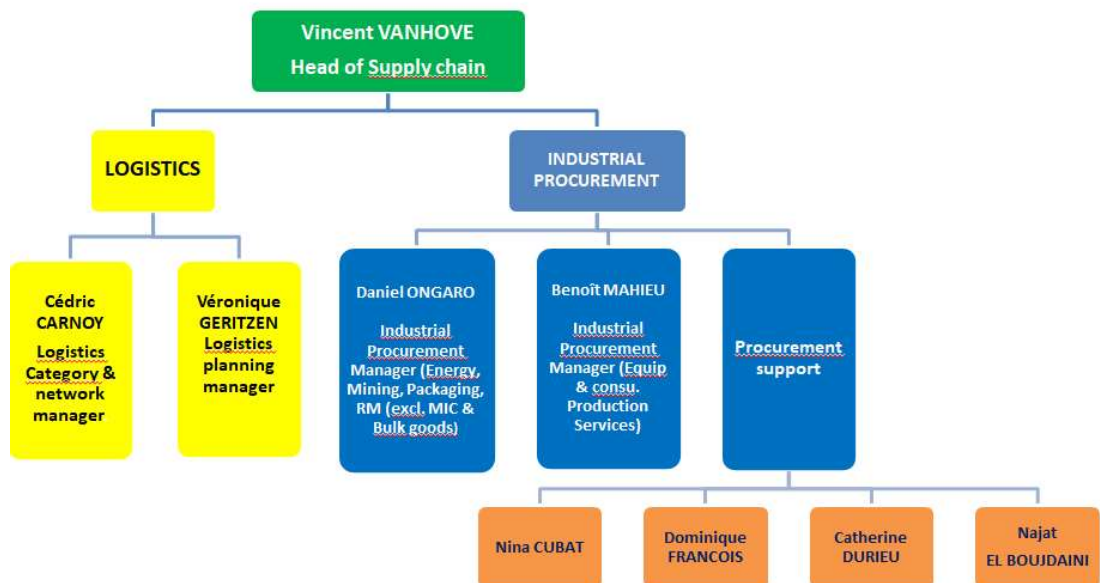 Vincent VANHOVE
Head of Supply chain
LOGISTICS
INDUSTRIAL
PROCUREMENT
Cédric
CARNOY
Logistics
Category &
network
manager
Véronique
GERITZEN
Logistics
planning
manager
Daniel ONGARO
Industrial
Procurement
Manager (Energy,
Mining, Packaging,
RM (excl. MIC &
Bulk goods)
Benoît MAHIEU
Industrial
Procurement
Manager (Equip
& consu.
Production
Services)
Procurement
support
Nina CUBAT
Dominique
FRANCOIS
Catherine
DURIEU
Najat
EL BOUJDAINI